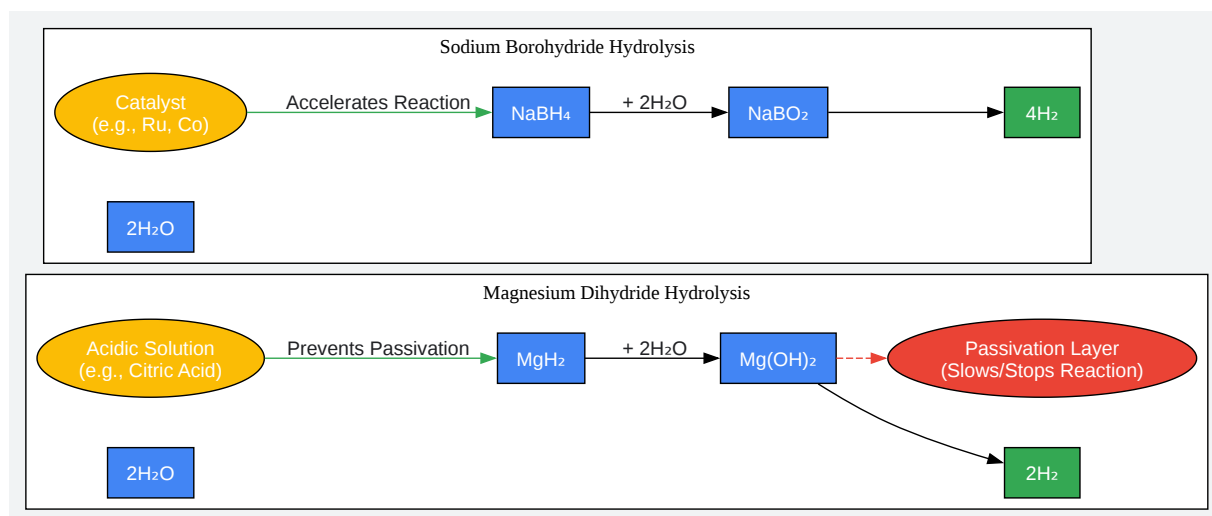 Sodium Borohydride Hydrolysis
Catalyst
(e.g., Ru, Co)
Accelerates Reaction
NaBH₄
+ 2H₂O
NaBO₂
4H₂
2H₂O
Magnesium Dihydride Hydrolysis
Acidic Solution
(e.g., Citric Acid)
Prevents Passivation
MgH₂
+ 2H₂O
Mg(OH)₂
Passivation Layer
(Slows/Stops Reaction)
2H₂O
2H₂